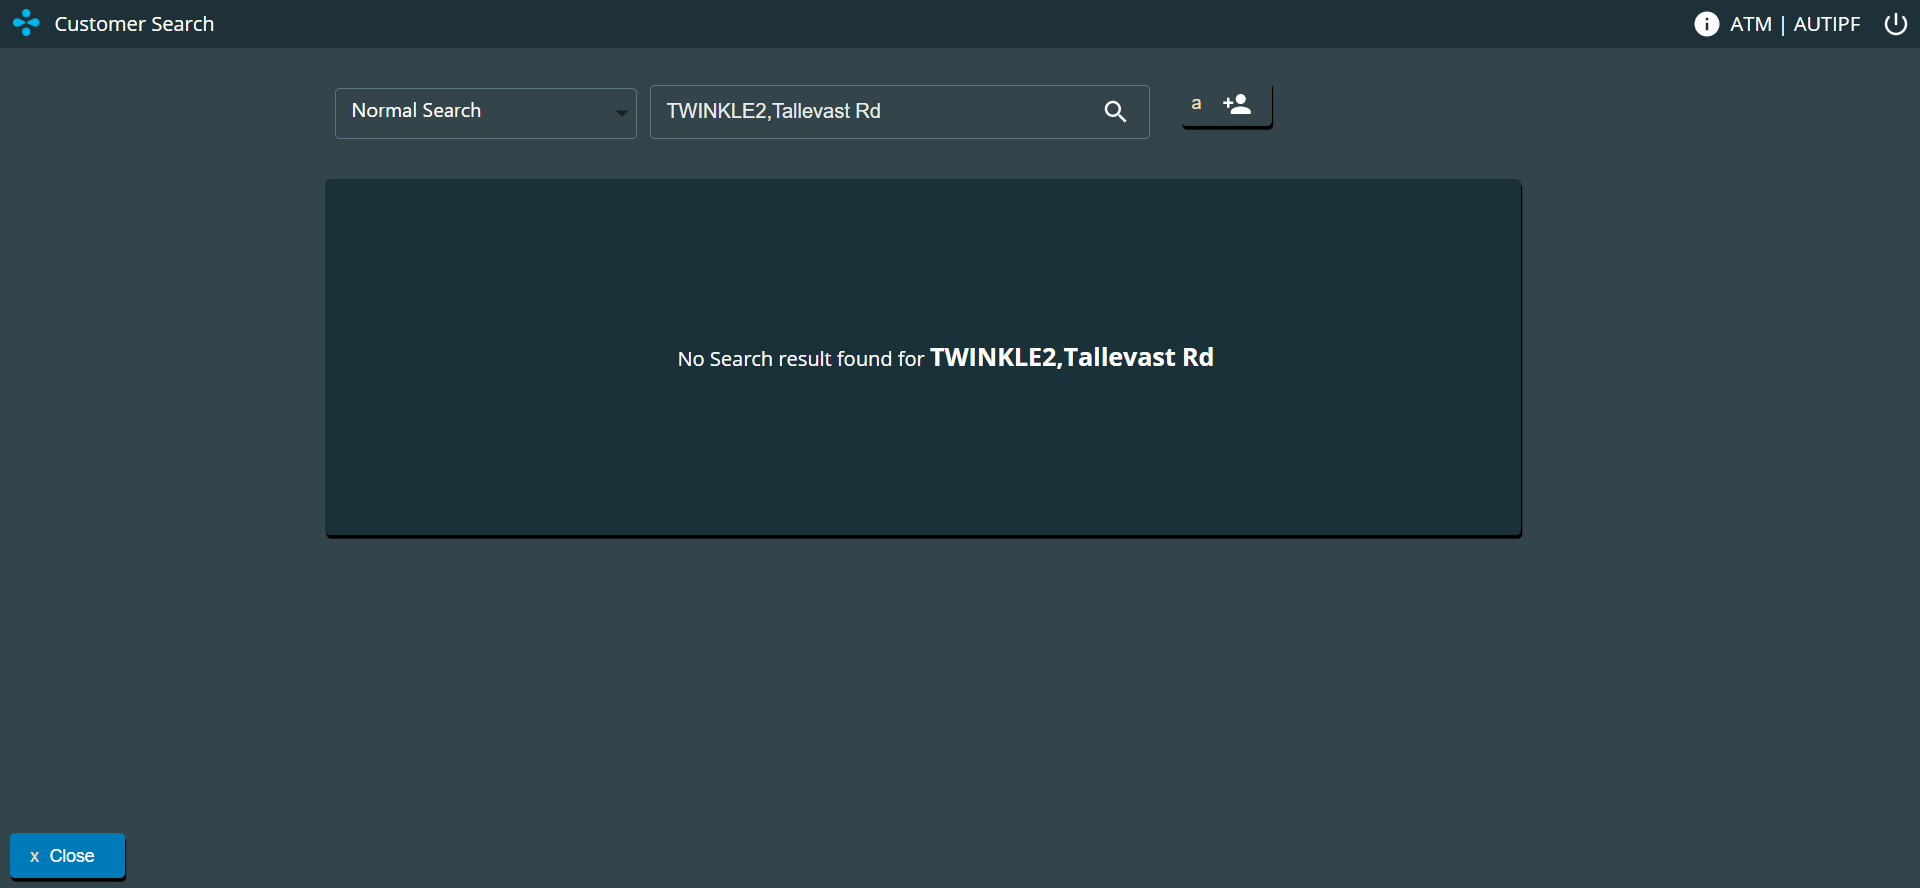 Customer Search
ATM | AUTIPF
Normal Search
TWINKLE2,Tallevast Rd
a
No Search result found for TWINKLE2,Tallevast Rd
x Close